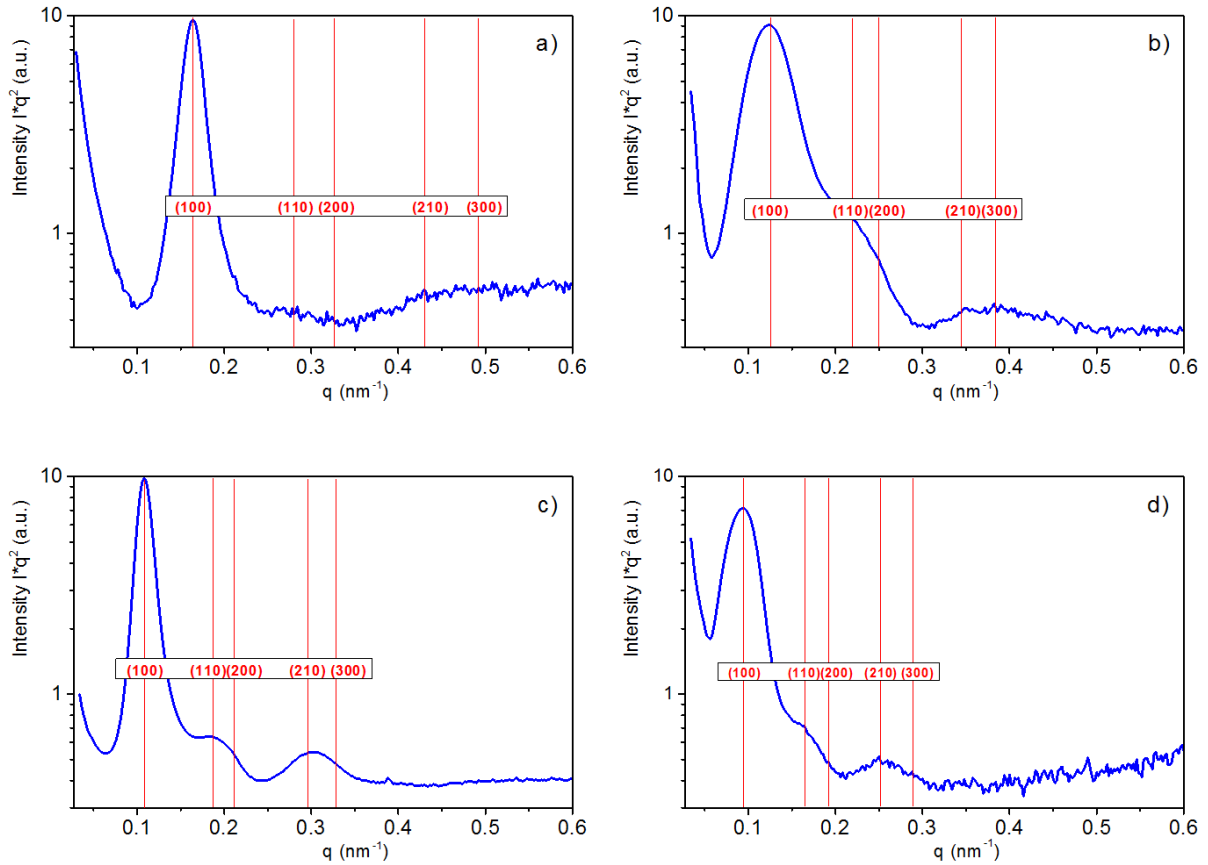 a)
10
1
Intensity I*q² (a.u.)
(100) (110) (200) (210) (300)
0.1 0.2 0.3 0.4 0.5 0.6
q (nm⁻¹)
b)
10
1
Intensity I*q² (a.u.)
(100) (110) (200) (210) (300)
0.1 0.2 0.3 0.4 0.5 0.6
q (nm⁻¹)
c)
10
1
Intensity I*q² (a.u.)
(100) (110) (200) (210) (300)
0.1 0.2 0.3 0.4 0.5 0.6
q (nm⁻¹)
d)
10
1
Intensity I*q² (a.u.)
(100) (110) (200) (210) (300)
0.1 0.2 0.3 0.4 0.5 0.6
q (nm⁻¹)